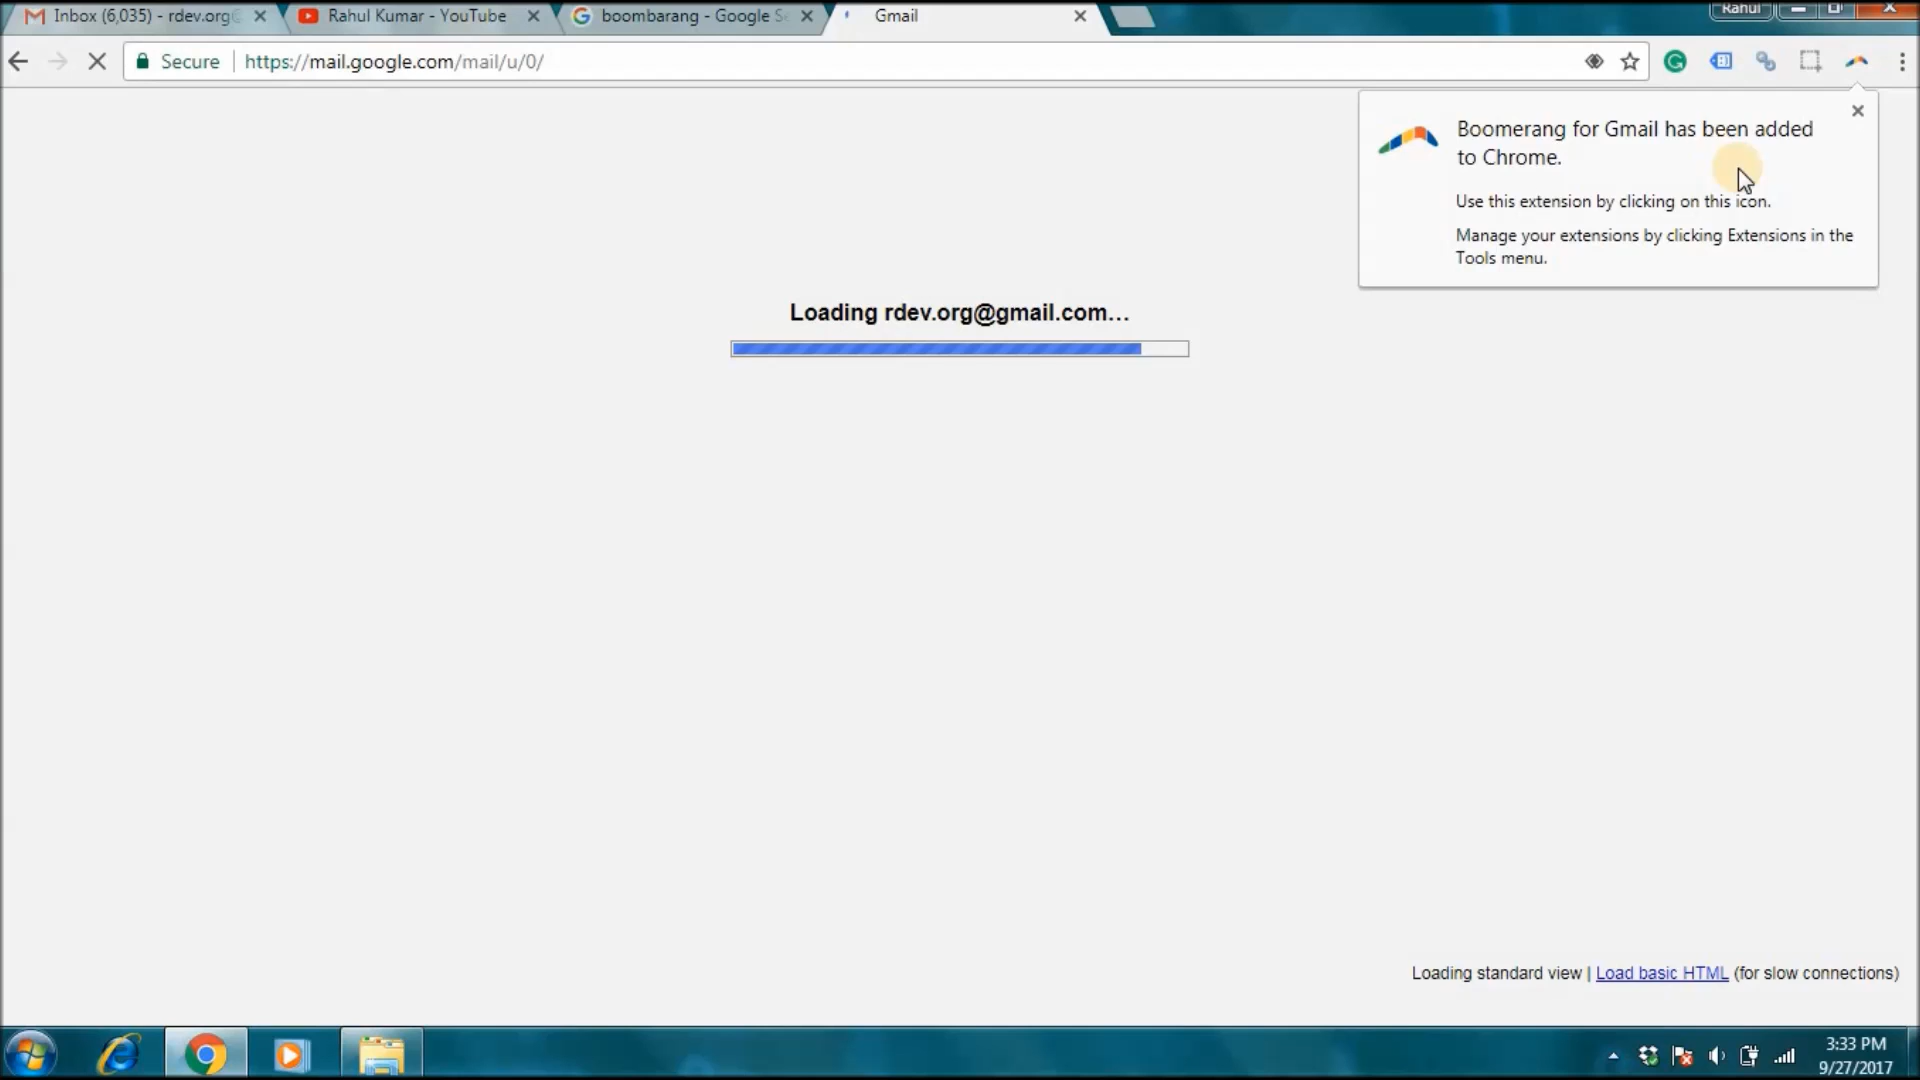 Inbox (6,035) - rdev.org
Rahul Kumar - YouTube
boombarang - Google S
Gmail
Rahul
Secure
https://mail.google.com/mail/u/0/
Boomerang for Gmail has been added
to Chrome.
Use this extension by clicking on this icon.
Manage your extensions by clicking Extensions in the
Tools menu.
Loading rdev.org@gmail.com…
Loading standard view | Load basic HTML (for slow connections)
3:33 PM
9/27/2017